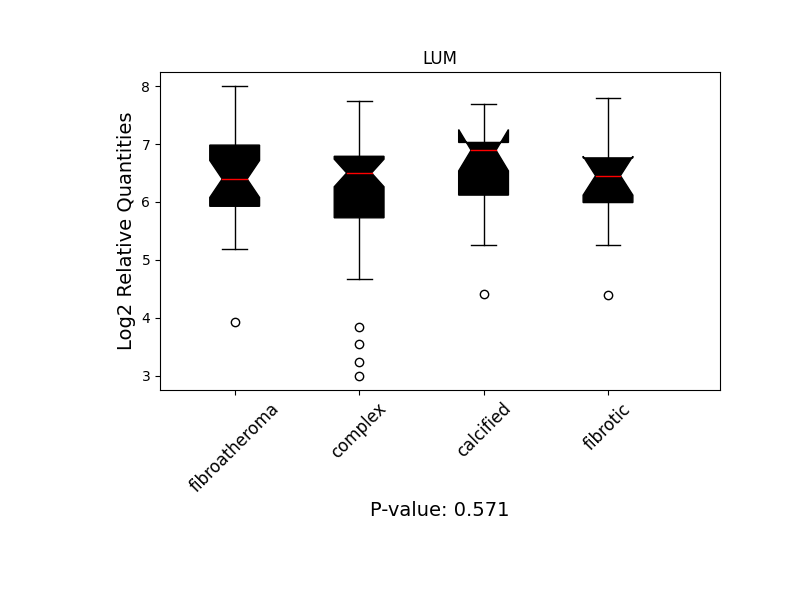 LUM
Log2 Relative Quantities
8
7
6
5
4
3
fibroatheroma
complex
calcified
fibrotic
P-value: 0.571